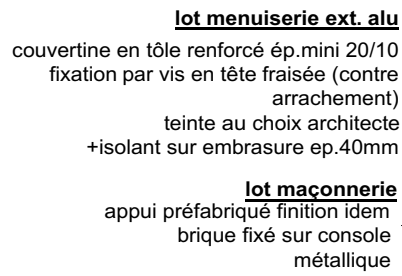 lot menuiserie ext. alu
couvertine en tôle renforcé ép.mini 20/10
fixation par vis en tête fraisée (contre
arrachement)
teinte au choix architecte
+isolant sur embrasure ep.40mm
lot maçonnerie
appui préfabriqué finition idem
brique fixé sur console
métallique